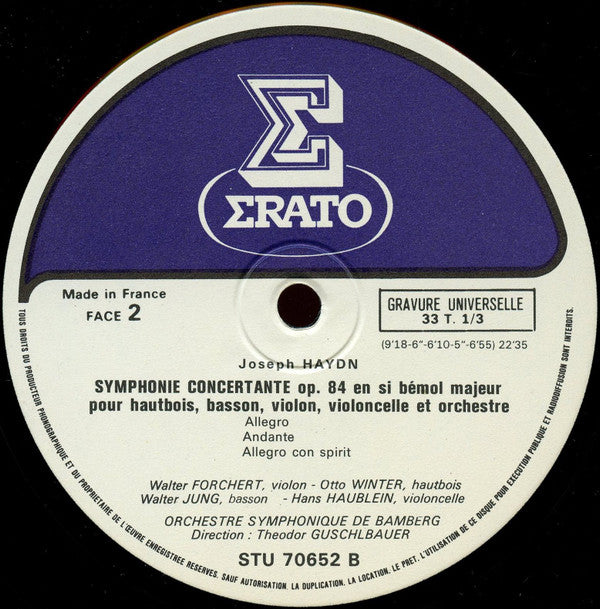 Σ
ΣRATO
Made in France
FACE 2
GRAVURE UNIVERSELLE
33 T. 1/3
(9'18-6"-6'10-5"-6'55) 22'35
Joseph HAYDN
SYMPHONIE CONCERTANTE op. 84 en si bémol majeur
pour hautbois, basson, violon, violoncelle et orchestre
Allegro
Andante
Allegro con spirit
Walter FORCHERT, violon - Otto WINTER, hautbois
Walter JUNG, basson - Hans HAUBLEIN, violoncelle
ORCHESTRE SYMPHONIQUE DE BAMBERG
Direction : Theodor GUSCHLBAUER
STU 70652 B
TOUS DROITS DU PRODUCTEUR PHONOGRAPHIQUE ET DU PROPRIETAIRE DE L'ŒUVRE ENREGISTREE RESERVES. SAUF AUTORISATION. LA DUPLICATION. LA LOCATION. LE PRET. L'UTILISATION DE CE DISQUE POUR EXECUTION PUBLIQUE ET RADIODIFFUSION SONT INTERDITS.